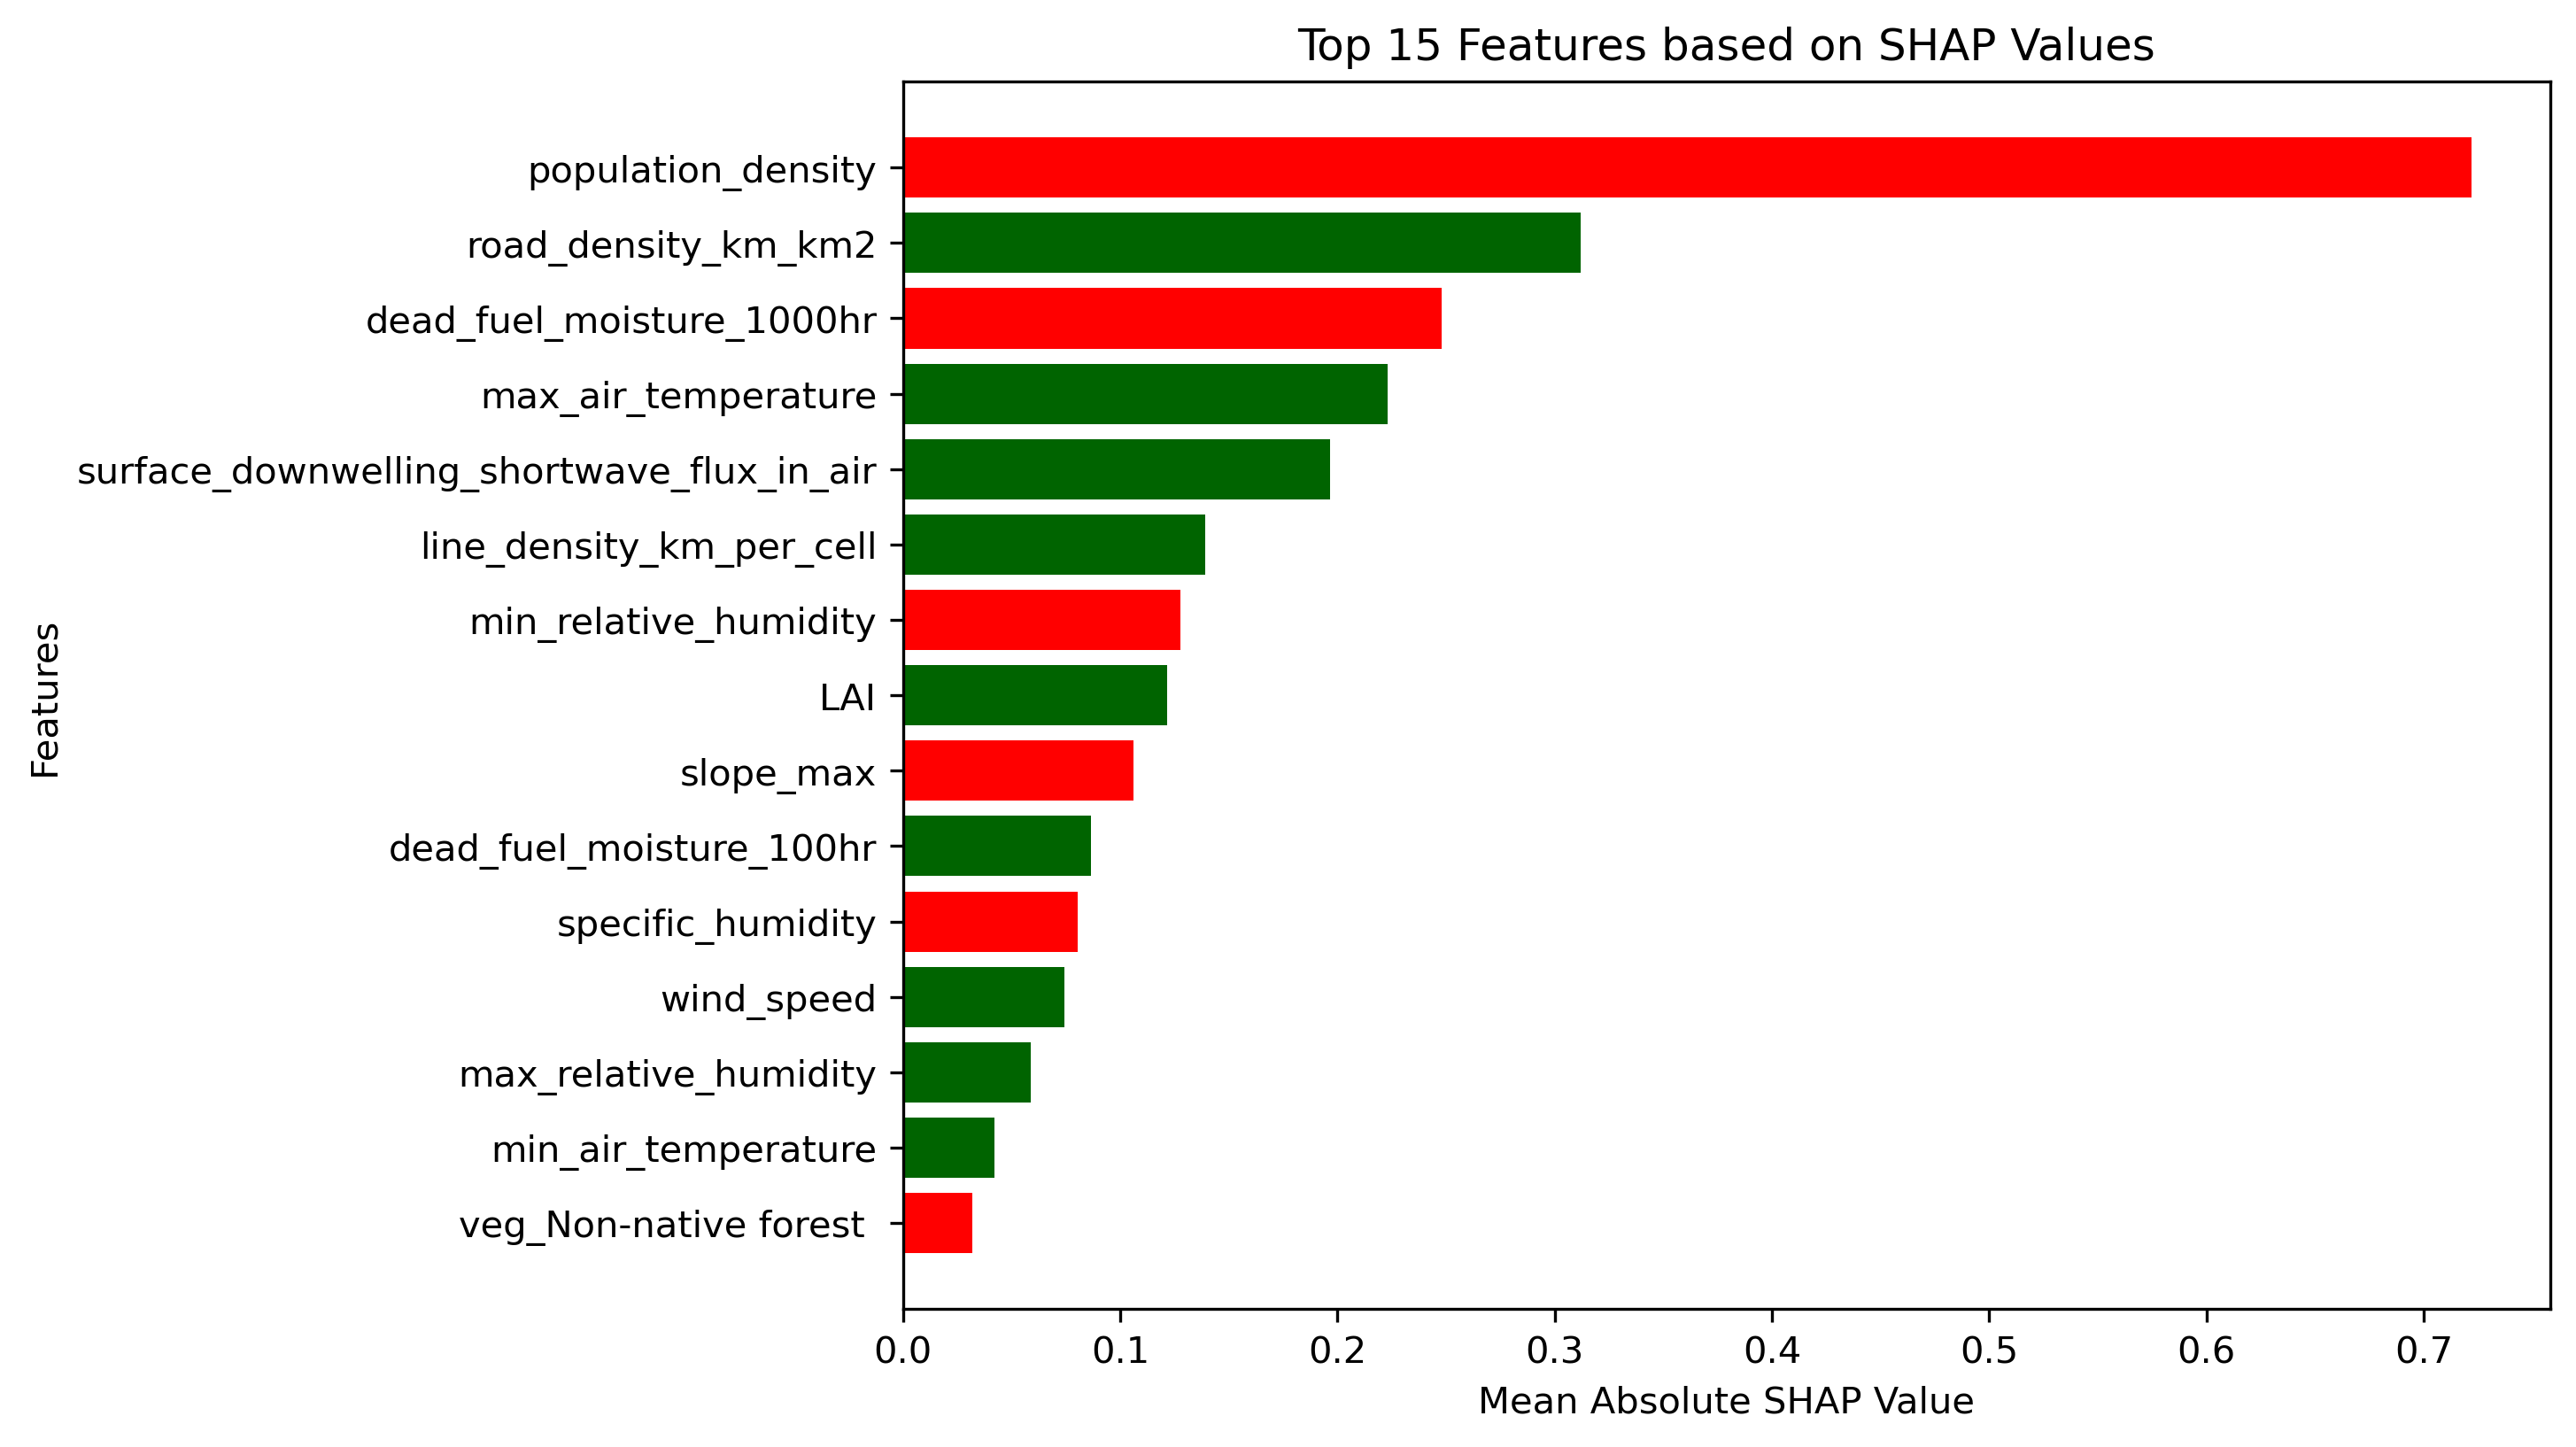 Top 15 Features based on SHAP Values
population_density
road_density_km_km2
dead_fuel_moisture_1000hr
max_air_temperature
surface_downwelling_shortwave_flux_in_air
line_density_km_per_cell
min_relative_humidity
LAI
slope_max
dead_fuel_moisture_100hr
specific_humidity
wind_speed
max_relative_humidity
min_air_temperature
veg_Non-native forest
Features
0.0 0.1 0.2 0.3 0.4 0.5 0.6 0.7
Mean Absolute SHAP Value